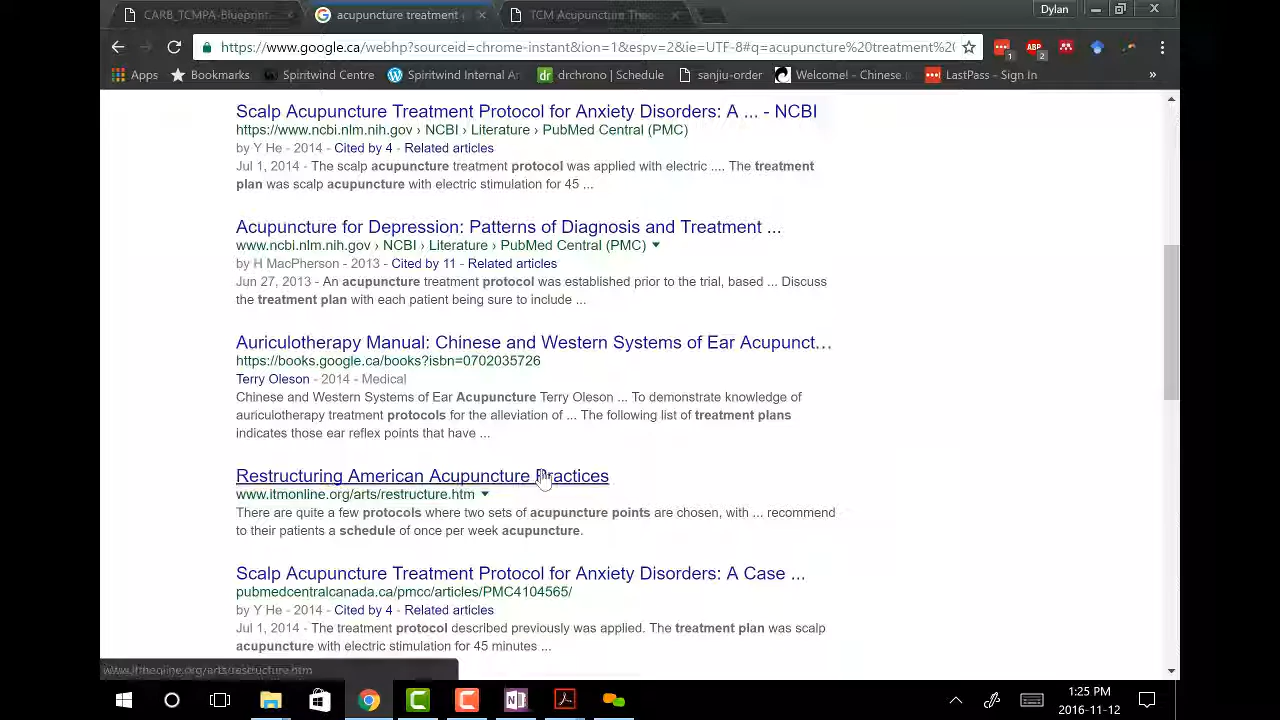 CARB_TCMPA-Blueprint
acupuncture treatment
TCM Acupuncture Theo
Dylan
https://www.google.ca/webhp?sourceid=chrome-instant&ion=1&espv=2&ie=UTF-8#q=acupuncture%20treatment%20
Apps
Bookmarks
Spiritwind Centre
Spiritwind Internal Ar
drchrono | Schedule
sanjiu-order
Welcome! – Chinese
LastPass – Sign In
»
Scalp Acupuncture Treatment Protocol for Anxiety Disorders: A ... - NCBI
https://www.ncbi.nlm.nih.gov › NCBI › Literature › PubMed Central (PMC)
by Y He - 2014 - Cited by 4 - Related articles
Jul 1, 2014 - The scalp acupuncture treatment protocol was applied with electric .... The treatment
plan was scalp acupuncture with electric stimulation for 45 ...
Acupuncture for Depression: Patterns of Diagnosis and Treatment ...
www.ncbi.nlm.nih.gov › NCBI › Literature › PubMed Central (PMC)
by H MacPherson - 2013 - Cited by 11 - Related articles
Jun 27, 2013 - An acupuncture treatment protocol was established prior to the trial, based ... Discuss
the treatment plan with each patient being sure to include ...
Auriculotherapy Manual: Chinese and Western Systems of Ear Acupunct...
https://books.google.ca/books?isbn=0702035726
Terry Oleson - 2014 - Medical
Chinese and Western Systems of Ear Acupuncture Terry Oleson ... To demonstrate knowledge of
auriculotherapy treatment protocols for the alleviation of ... The following list of treatment plans
indicates those ear reflex points that have ...
Restructuring American Acupuncture Practices
www.itmonline.org/arts/restructure.htm
There are quite a few protocols where two sets of acupuncture points are chosen, with ... recommend
to their patients a schedule of once per week acupuncture.
Scalp Acupuncture Treatment Protocol for Anxiety Disorders: A Case ...
pubmedcentralcanada.ca/pmcc/articles/PMC4104565/
by Y He - 2014 - Cited by 4 - Related articles
Jul 1, 2014 - The treatment protocol described previously was applied. The treatment plan was scalp
acupuncture with electric stimulation for 45 minutes ...
www.itmonline.org/arts/restructure.htm
1:25 PM
2016-11-12